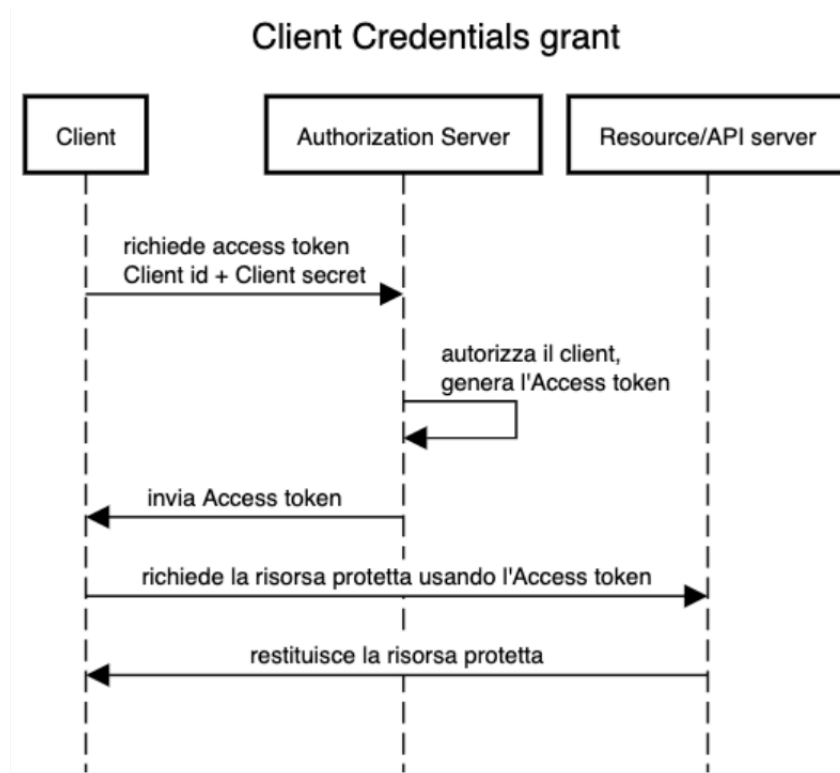 Client Credentials grant
Client
Authorization Server
Resource/API server
richiede access token
Client id + Client secret
autorizza il client,
genera l'Access token
invia Access token
richiede la risorsa protetta usando l'Access token
restituisce la risorsa protetta